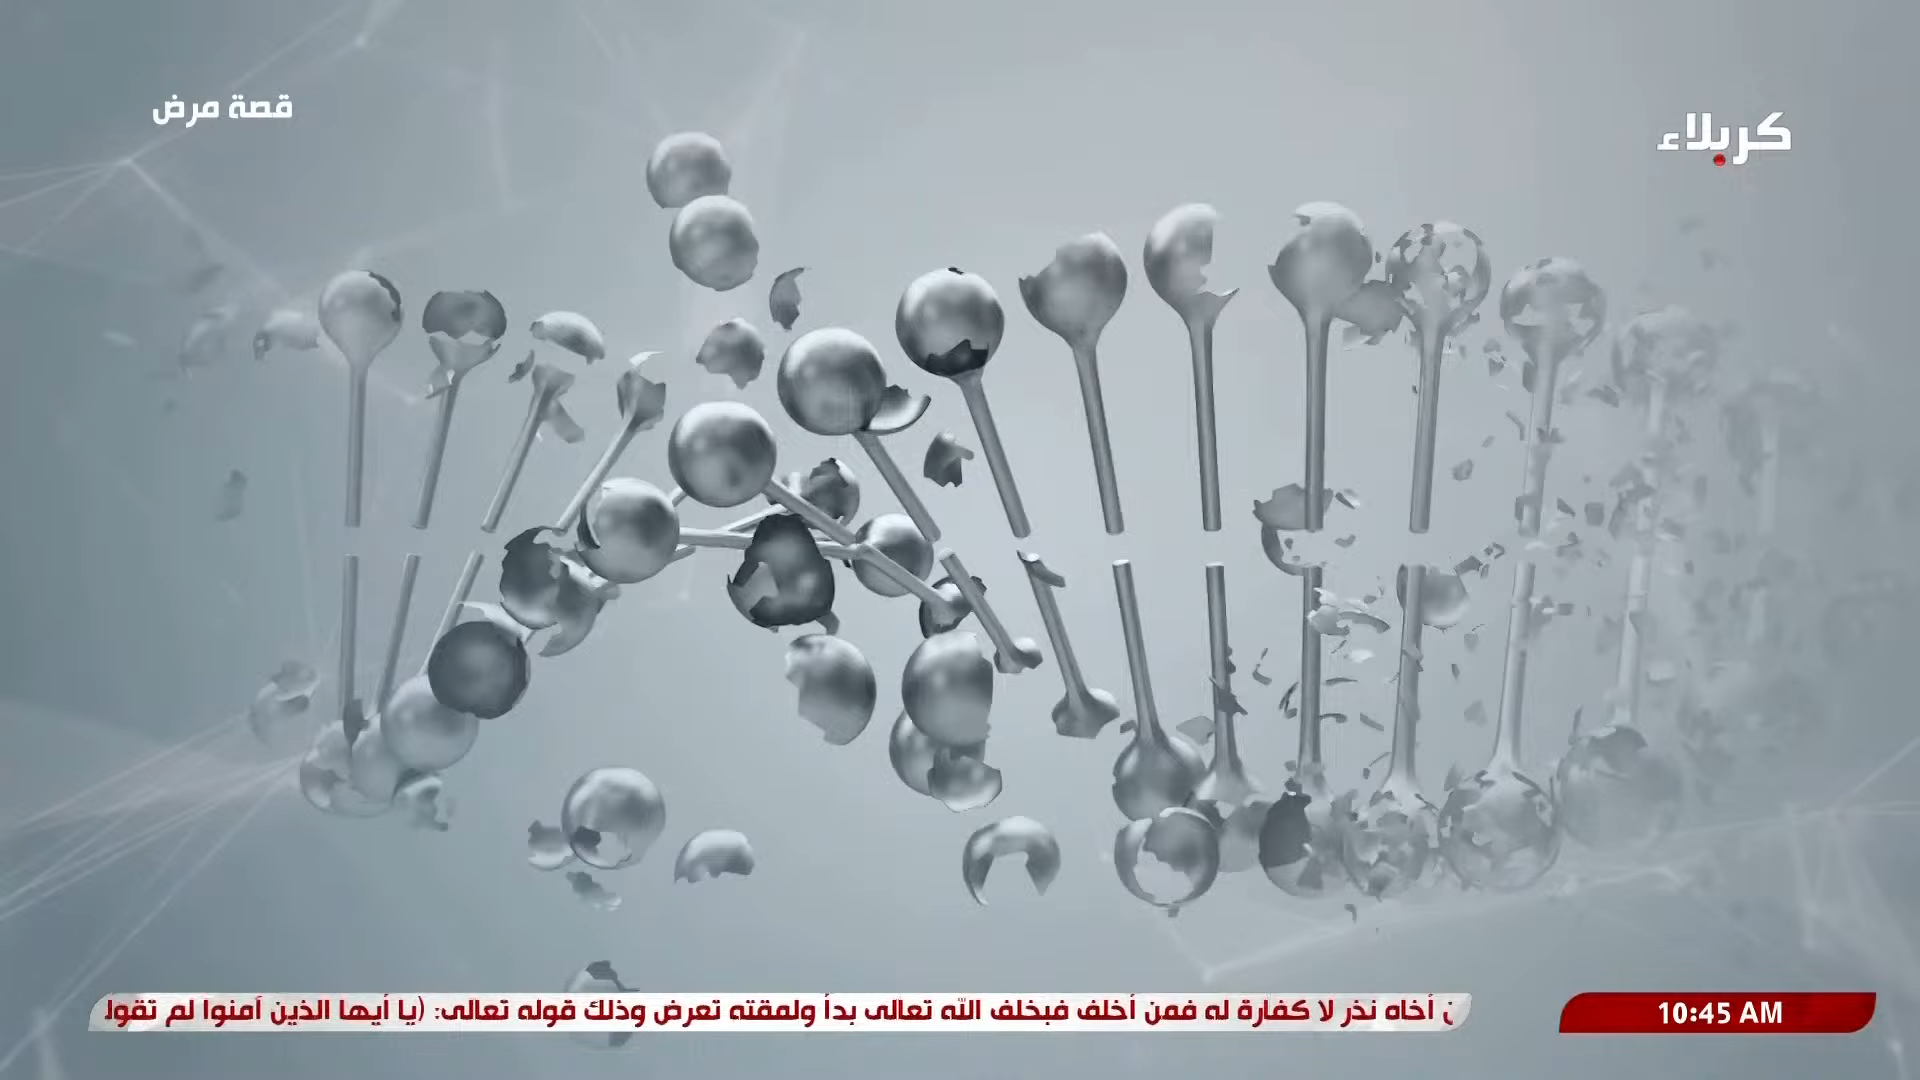 قصة مرض
كربلاء
ن أخاه نذر لا كفارة له فمن أخلف فبخلف الله تعالى بدأ ولمقته تعرض وذلك قوله تعالى: (يا أيها الذين آمنوا لم تقول
10:45 AM